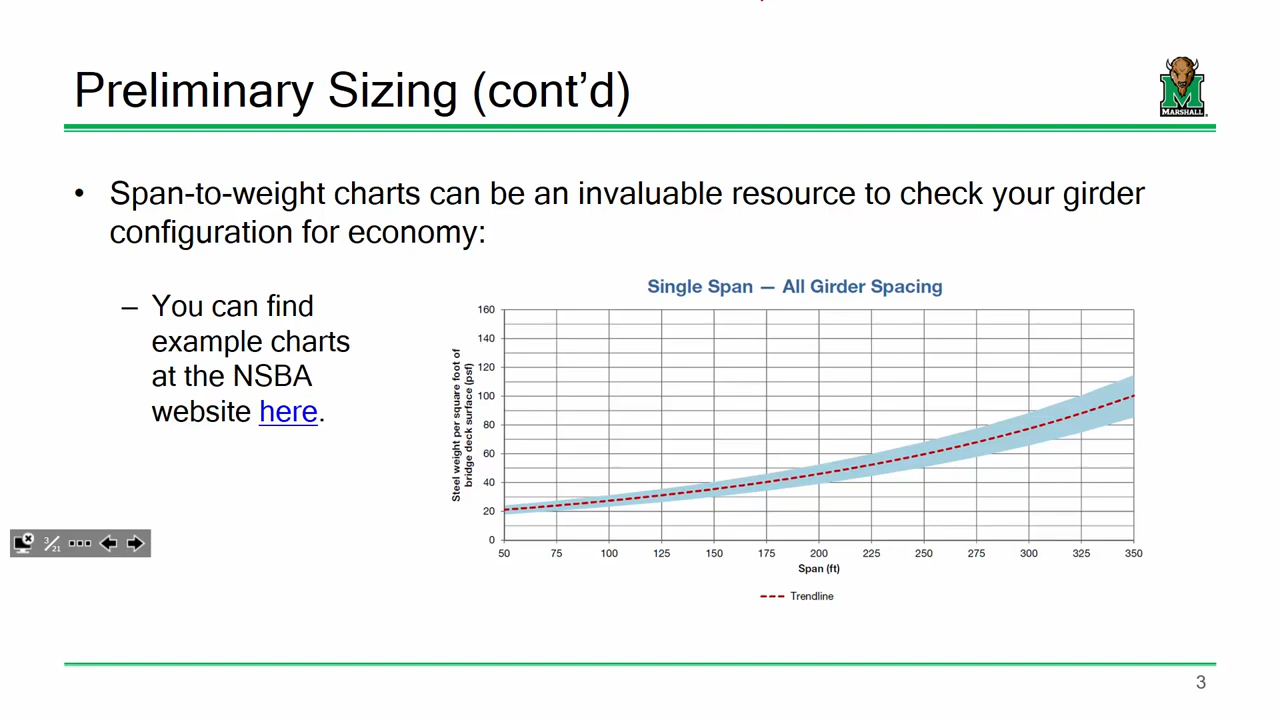 Preliminary Sizing (cont’d)
MARSHALL
• Span-to-weight charts can be an invaluable resource to check your girder
configuration for economy:
– You can find
example charts
at the NSBA
website here.
Single Span — All Girder Spacing
Steel weight per square foot of
bridge deck surface (psf)
160
140
120
100
80
60
40
20
0
50 75 100 125 150 175 200 225 250 275 300 325 350
Span (ft)
Trendline
3/21
3